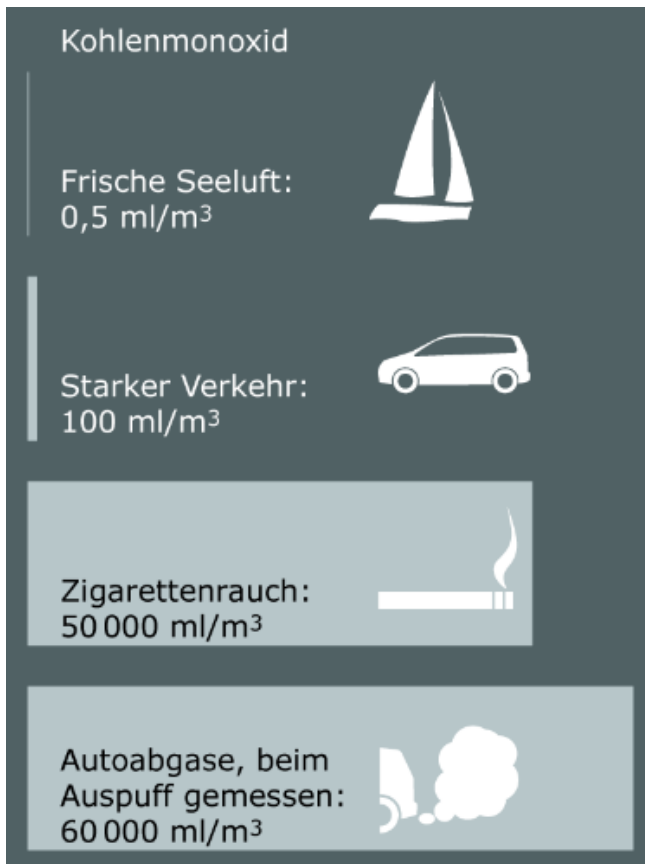 Kohlenmonoxid
Frische Seeluft:
0,5 ml/m³
Starker Verkehr:
100 ml/m³
Zigarettenrauch:
50 000 ml/m³
Autoabgase, beim
Auspuff gemessen:
60 000 ml/m³